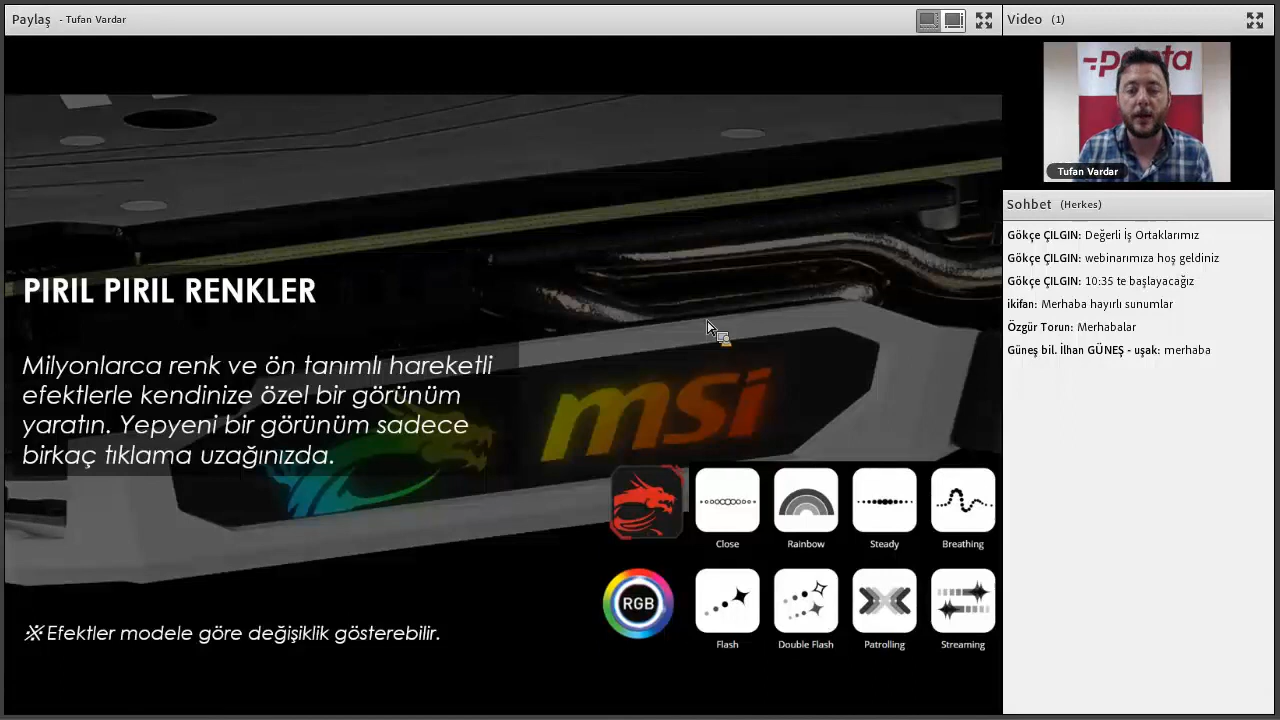 Paylaş - Tufan Vardar
PIRIL PIRIL RENKLER
Milyonlarca renk ve ön tanımlı hareketli
efektlerle kendinize özel bir görünüm
yaratın. Yepyeni bir görünüm sadece
birkaç tıklama uzağınızda.
msi
Close Rainbow Steady Breathing
RGB
Flash Double Flash Patrolling Streaming
※ Efektler modele göre değişiklik gösterebilir.
Video (1)
penta
Tufan Vardar
Sohbet (Herkes)
Gökçe ÇILGIN: Değerli İş Ortaklarımız
Gökçe ÇILGIN: webinarımıza hoş geldiniz
Gökçe ÇILGIN: 10:35 te başlayacağız
ikifan: Merhaba hayırlı sunumlar
Özgür Torun: Merhabalar
Güneş bil. İlhan GÜNEŞ - uşak: merhaba